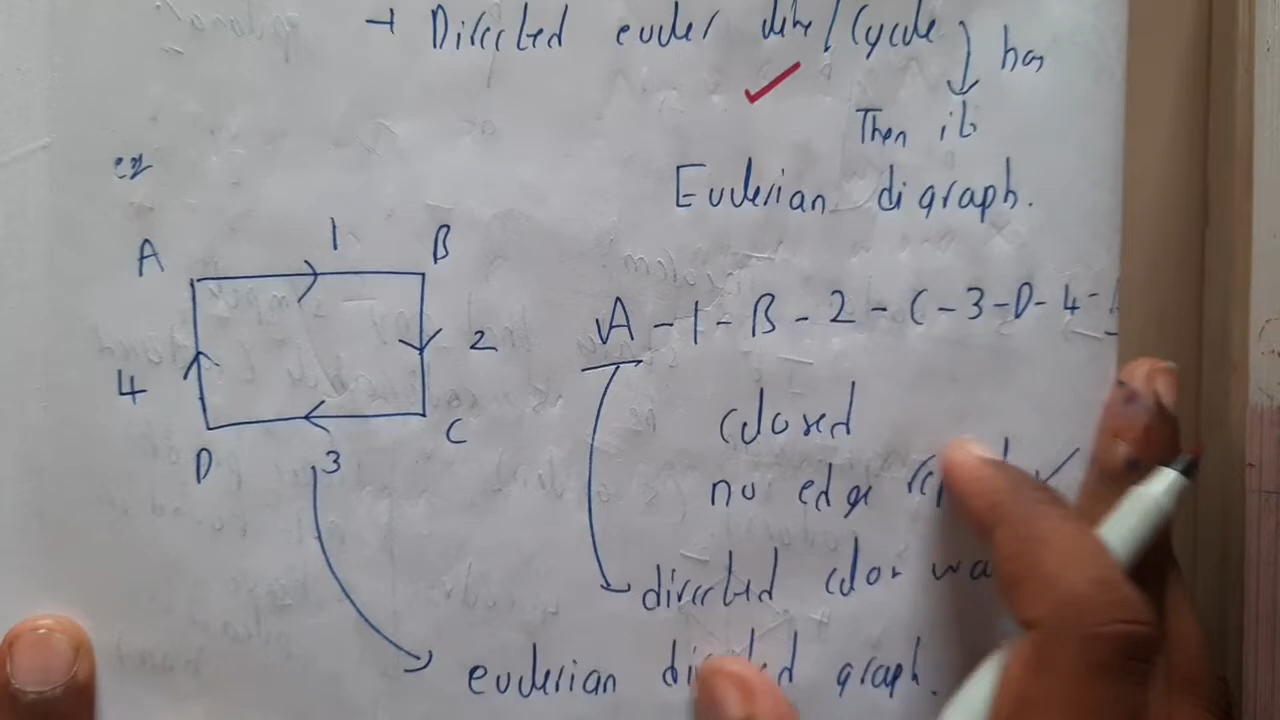 → Directed euler line / Cycle } has
Then it's
Eulerian digraph.
ex
A 1 B
A - 1 - B - 2 - C - 3 - D - 4 -
2
4
closed
C
D 3
no edge
directed
eulerian graph.